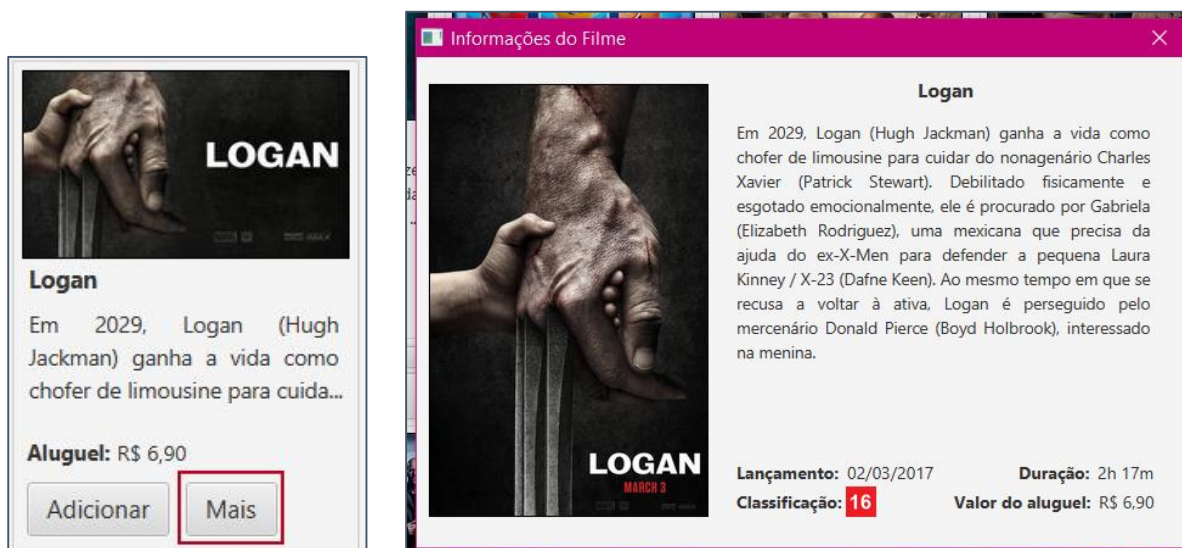 LOGAN
Logan
Em 2029, Logan (Hugh
Jackman) ganha a vida como
chofer de limousine para cuida...
Aluguel: R$ 6,90
Adicionar
Mais
Informações do Filme
LOGAN
MARCH 3
Logan
Em 2029, Logan (Hugh Jackman) ganha a vida como
chofer de limousine para cuidar do nonagenário Charles
Xavier (Patrick Stewart). Debilitado fisicamente e
esgotado emocionalmente, ele é procurado por Gabriela
(Elizabeth Rodriguez), uma mexicana que precisa da
ajuda do ex-X-Men para defender a pequena Laura
Kinney / X-23 (Dafne Keen). Ao mesmo tempo em que se
recusa a voltar à ativa, Logan é perseguido pelo
mercenário Donald Pierce (Boyd Holbrook), interessado
na menina.
Lançamento: 02/03/2017 Duração: 2h 17m
Classificação: 16 Valor do aluguel: R$ 6,90